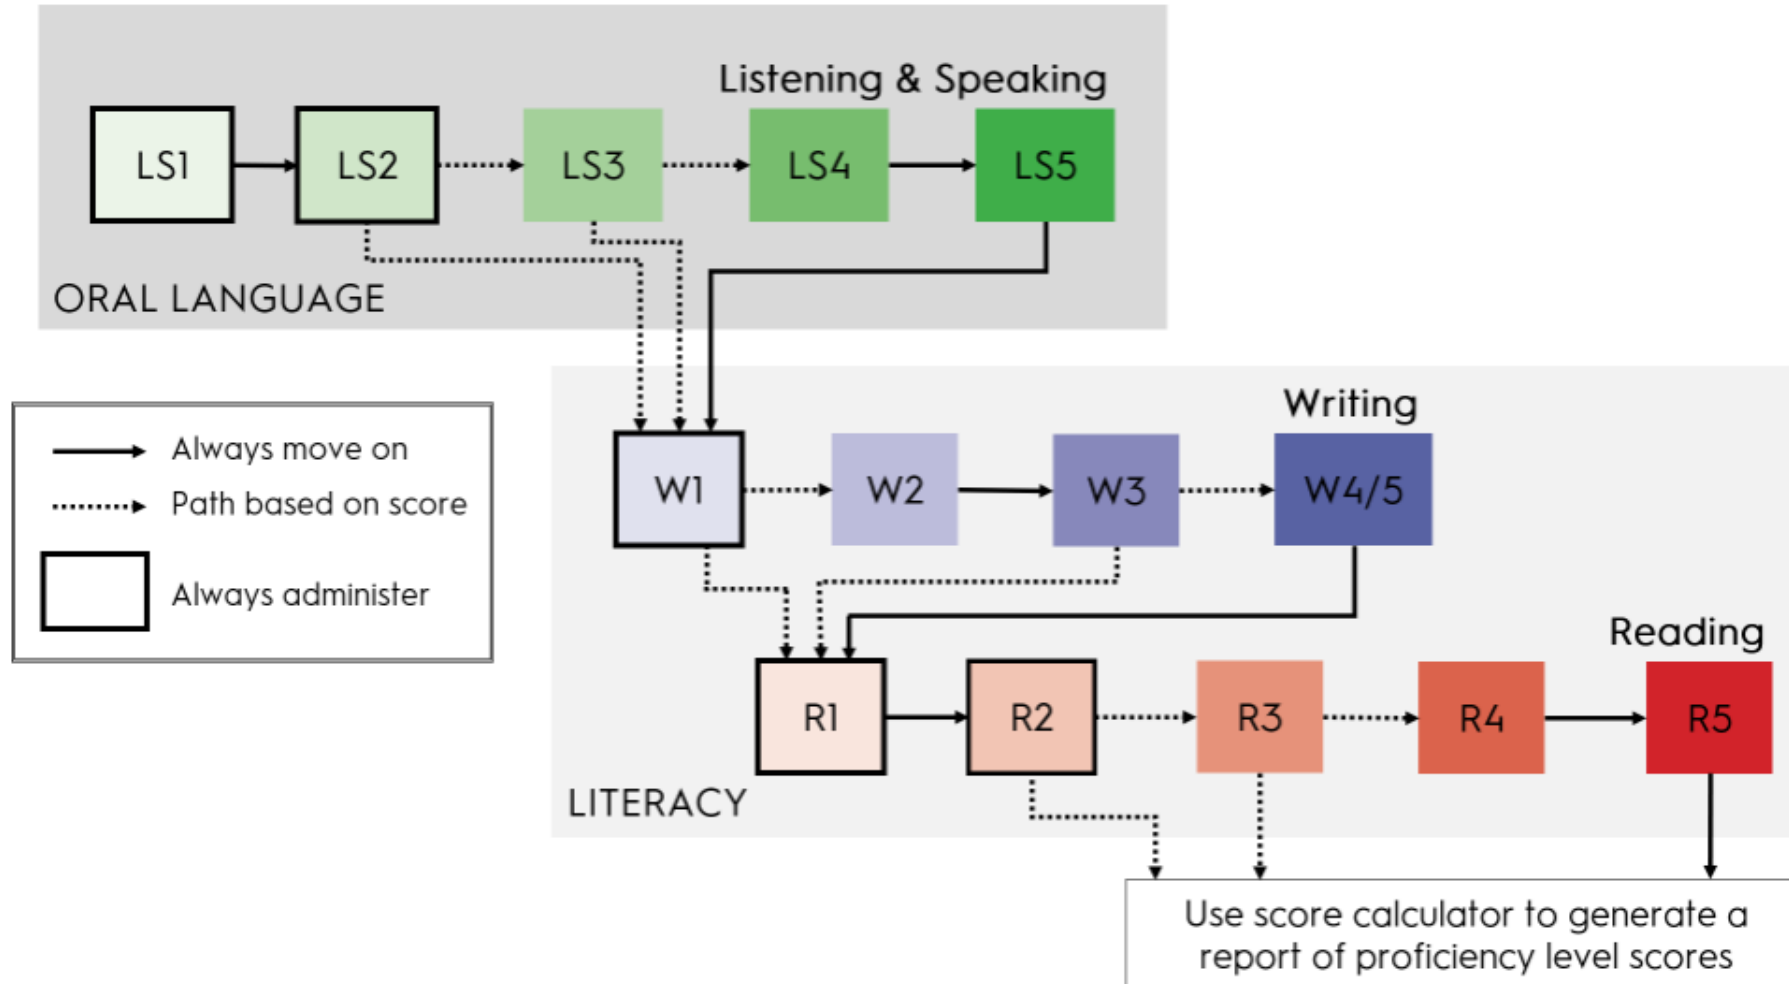 Listening & Speaking
LS1
LS2
LS3
LS4
LS5
ORAL LANGUAGE
Always move on
Path based on score
Always administer
Writing
W1
W2
W3
W4/5
Reading
R1
R2
R3
R4
R5
LITERACY
Use score calculator to generate a
report of proficiency level scores